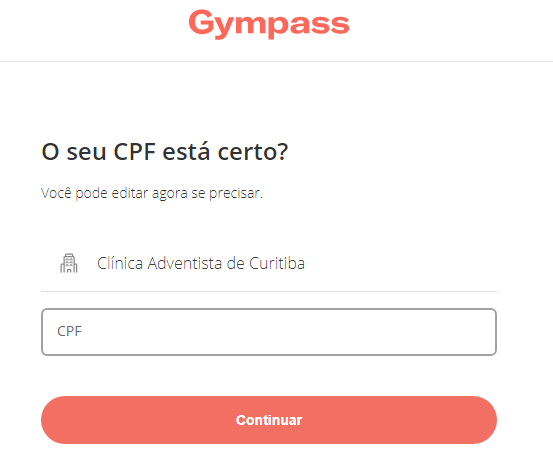 Gympass
O seu CPF está certo?
Você pode editar agora se precisar.
Clínica Adventista de Curitiba
CPF
Continuar